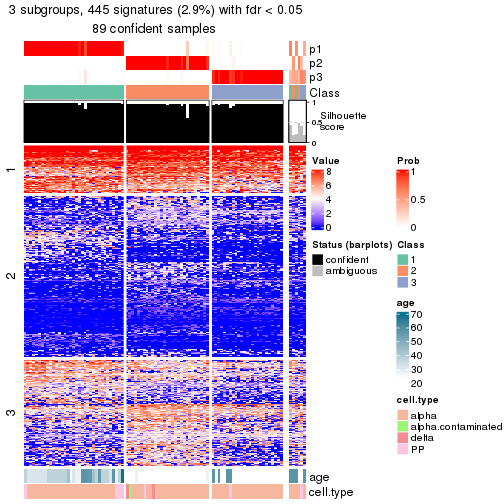 3 subgroups, 445 signatures (2.9%) with fdr < 0.05
89 confident samples
p1
p2
p3
Class
1
0.5
0
Silhouette
score
1
2
3
age
cell.type
Value
8
6
4
2
0
Prob
1
0.5
0
Status (barplots)
confident
ambiguous
Class
1
2
3
age
70
60
50
40
30
20
cell.type
alpha
alpha.contaminated
delta
PP